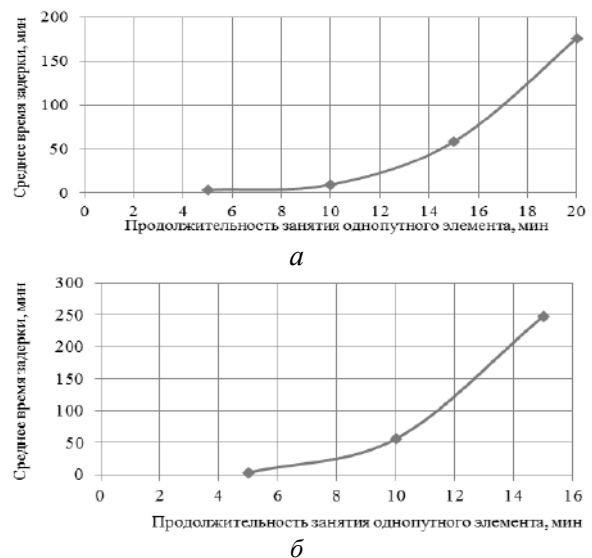 200
150
100
50
0
Среднее время задерки, мин
0 2 4 6 8 10 12 14 16 18 20
Продолжительность занятия однопутного элемента, мин
а
300
250
200
150
100
50
0
Среднее время задерки, мин
0 2 4 6 8 10 12 14 16
Продолжительность занятия однопутного элемента, мин
б